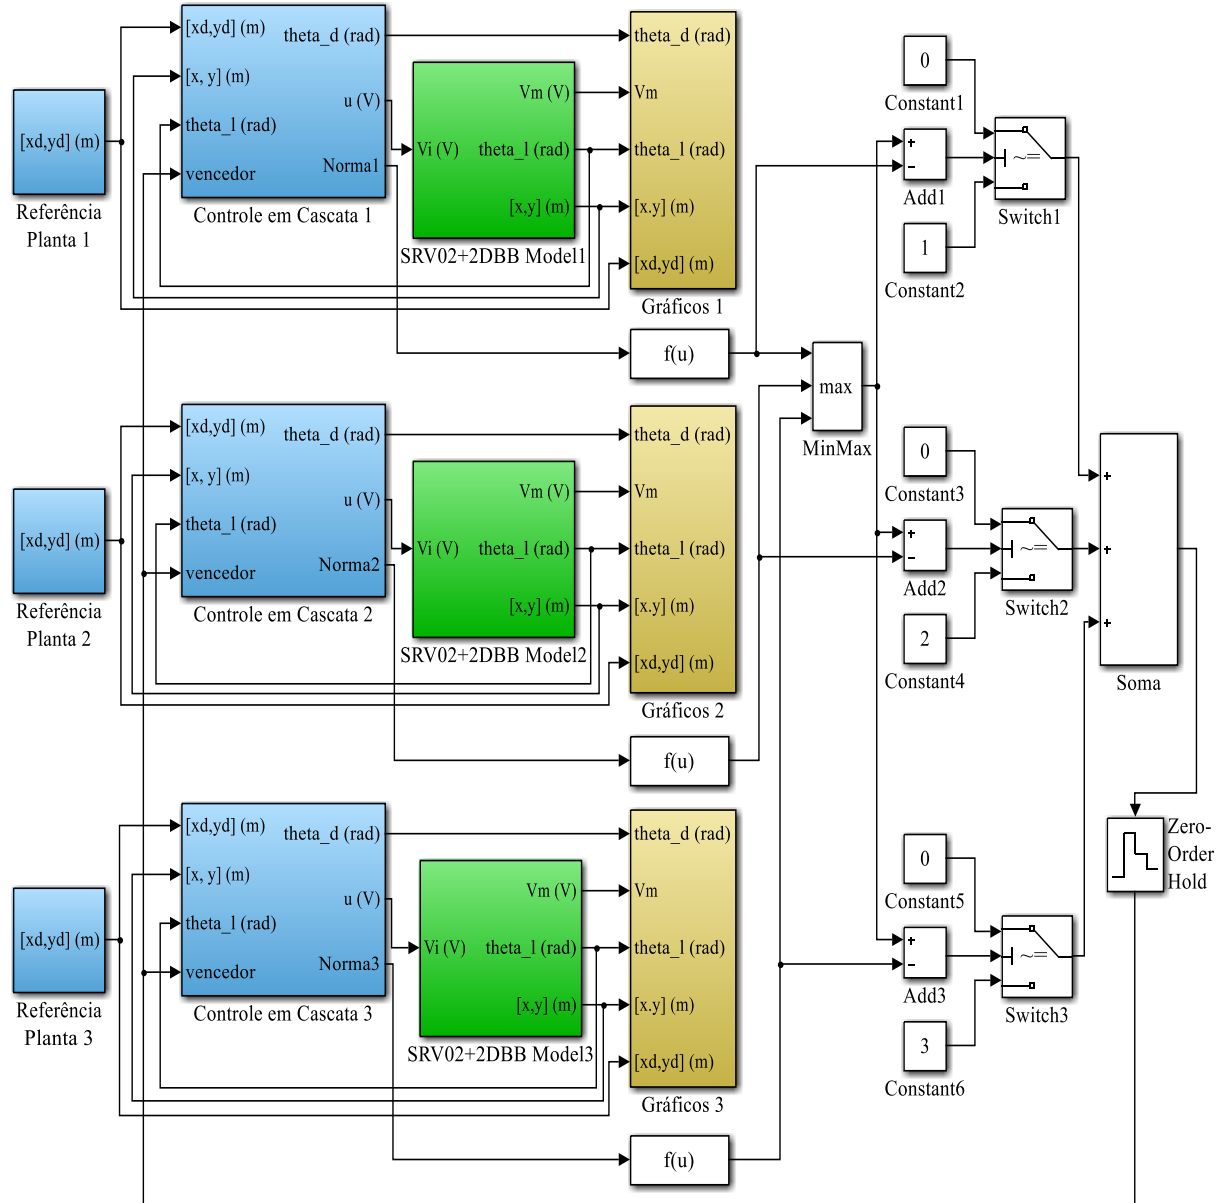 [xd,yd] (m)
Referência
Planta 1
[xd,yd] (m)
[x, y] (m)
theta_l (rad)
vencedor
theta_d (rad)
u (V)
Norma1
Controle em Cascata 1
Vi (V)
Vm (V)
theta_l (rad)
[x,y] (m)
SRV02+2DBB Model1
theta_d (rad)
Vm
theta_l (rad)
[x.y] (m)
[xd,yd] (m)
Gráficos 1
f(u)
max
MinMax
0
Constant1
+
−
Add1
1
Constant2
~=
Switch1
[xd,yd] (m)
Referência
Planta 2
[xd,yd] (m)
[x, y] (m)
theta_l (rad)
vencedor
theta_d (rad)
u (V)
Norma2
Controle em Cascata 2
Vi (V)
Vm (V)
theta_l (rad)
[x,y] (m)
SRV02+2DBB Model2
theta_d (rad)
Vm
theta_l (rad)
[x.y] (m)
[xd,yd] (m)
Gráficos 2
f(u)
0
Constant3
+
−
Add2
2
Constant4
~=
Switch2
+
+
+
Soma
Zero-
Order
Hold
[xd,yd] (m)
Referência
Planta 3
[xd,yd] (m)
[x, y] (m)
theta_l (rad)
vencedor
theta_d (rad)
u (V)
Norma3
Controle em Cascata 3
Vi (V)
Vm (V)
theta_l (rad)
[x,y] (m)
SRV02+2DBB Model3
theta_d (rad)
Vm
theta_l (rad)
[x.y] (m)
[xd,yd] (m)
Gráficos 3
f(u)
0
Constant5
+
−
Add3
3
Constant6
~=
Switch3